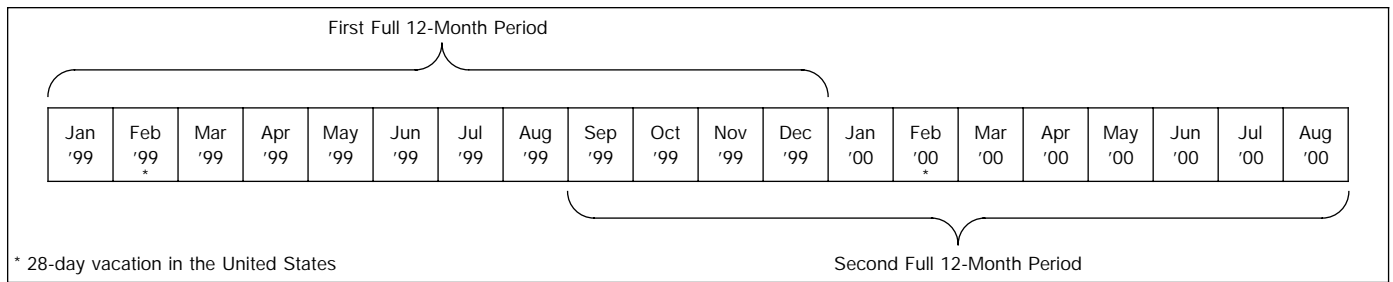 First Full 12-Month Period
Jan Feb Mar Apr May Jun Jul Aug Sep Oct Nov Dec Jan Feb Mar Apr May Jun Jul Aug
'99 '99 '99 '99 '99 '99 '99 '99 '99 '99 '99 '99 '00 '00 '00 '00 '00 '00 '00 '00
* *
* 28-day vacation in the United States Second Full 12-Month Period